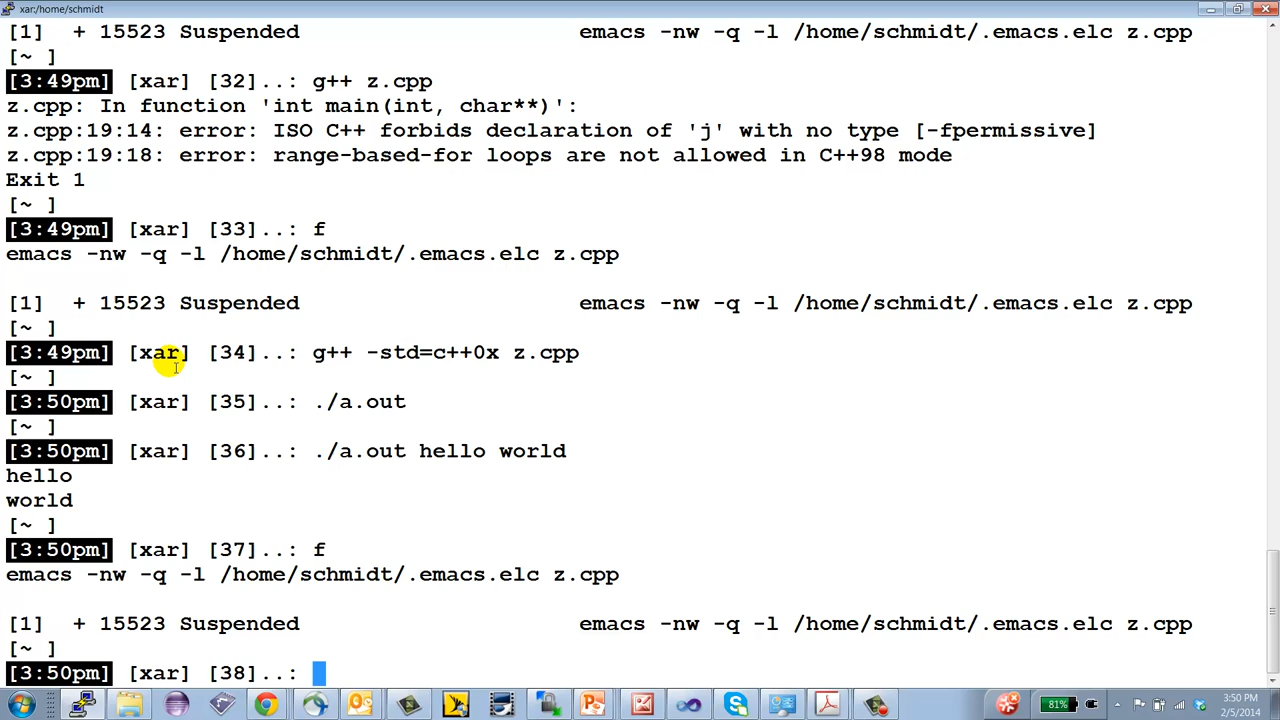 xar:/home/schmidt
[1]  + 15523 Suspended                     emacs -nw -q -l /home/schmidt/.emacs.elc z.cpp
[~ ]
[3:49pm] [xar] [32]..: g++ z.cpp
z.cpp: In function 'int main(int, char**)':
z.cpp:19:14: error: ISO C++ forbids declaration of 'j' with no type [-fpermissive]
z.cpp:19:18: error: range-based-for loops are not allowed in C++98 mode
Exit 1
[~ ]
[3:49pm] [xar] [33]..: f
emacs -nw -q -l /home/schmidt/.emacs.elc z.cpp
[1]  + 15523 Suspended                     emacs -nw -q -l /home/schmidt/.emacs.elc z.cpp
[~ ]
[3:49pm] [xar] [34]..: g++ -std=c++0x z.cpp
[~ ]
[3:50pm] [xar] [35]..: ./a.out
[~ ]
[3:50pm] [xar] [36]..: ./a.out hello world
hello
world
[~ ]
[3:50pm] [xar] [37]..: f
emacs -nw -q -l /home/schmidt/.emacs.elc z.cpp
[1]  + 15523 Suspended                     emacs -nw -q -l /home/schmidt/.emacs.elc z.cpp
[~ ]
[3:50pm] [xar] [38]..:
81%
3:50 PM
2/5/2014